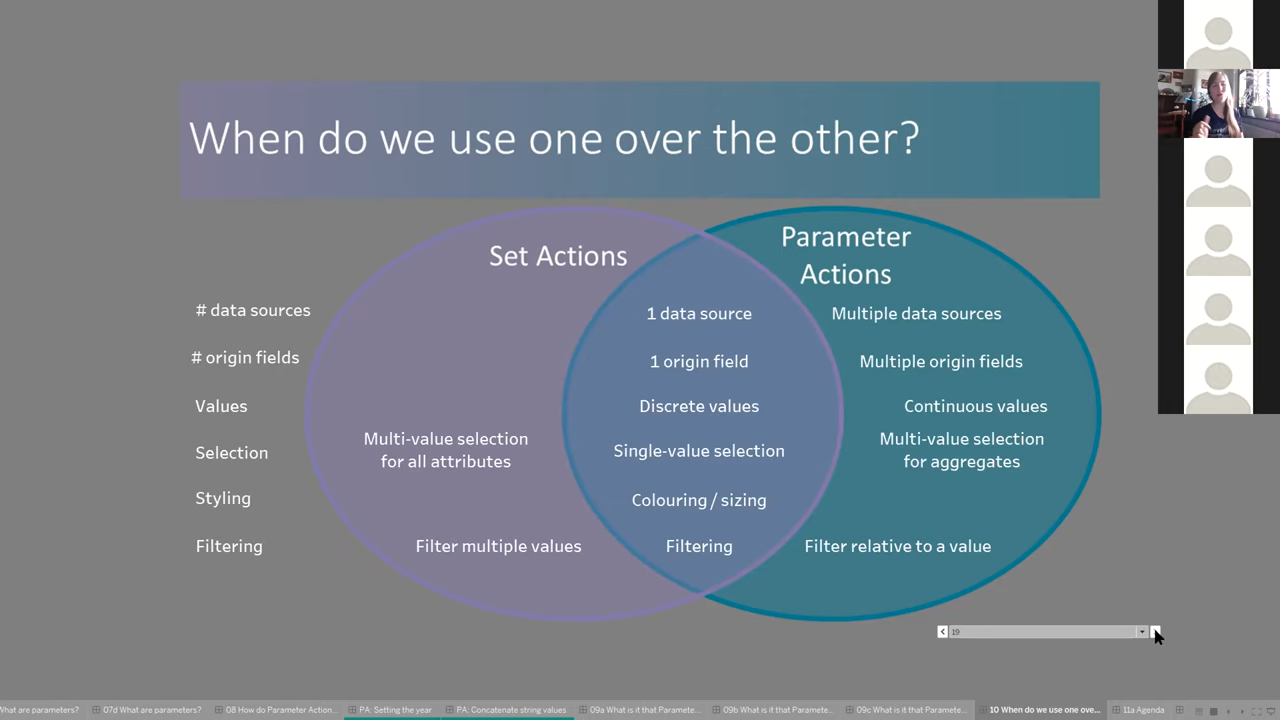 When do we use one over the other?
Set Actions
Parameter
Actions
# data sources
1 data source
Multiple data sources
# origin fields
1 origin field
Multiple origin fields
Values
Discrete values
Continuous values
Selection
Multi-value selection
for all attributes
Single-value selection
Multi-value selection
for aggregates
Styling
Colouring / sizing
Filtering
Filter multiple values
Filtering
Filter relative to a value
19
What are parameters?
07d What are parameters?
08 How do Parameter Action...
PA: Setting the year
PA: Concatenate string values
09a What is it that Paramete...
09b What is it that Paramete...
09c What is it that Paramete...
10 When do we use one ove...
11a Agenda